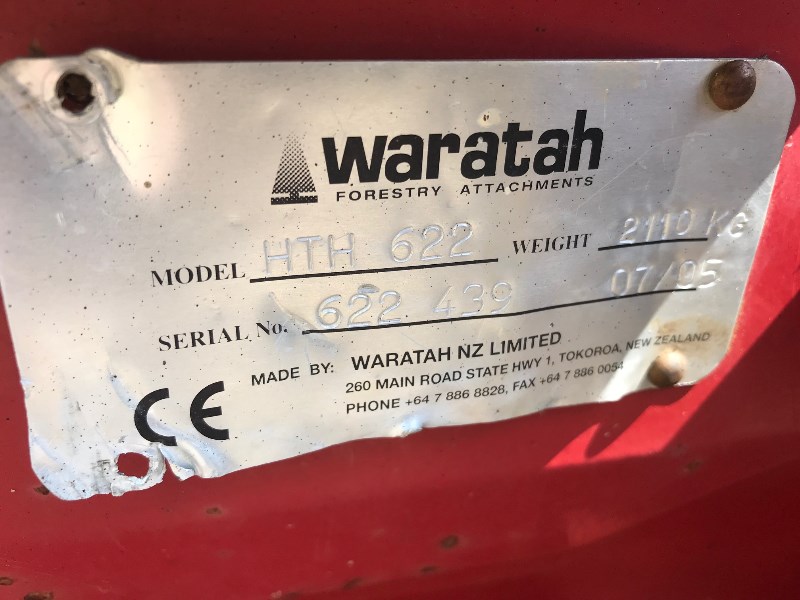 waratah
FORESTRY ATTACHMENTS
MODEL HTH 622 WEIGHT 2110 KG
SERIAL No. 622 439 07/05
MADE BY: WARATAH NZ LIMITED
260 MAIN ROAD STATE HWY 1, TOKOROA, NEW ZEALAND
PHONE +64 7 886 8828, FAX +64 7 886 0054
CE